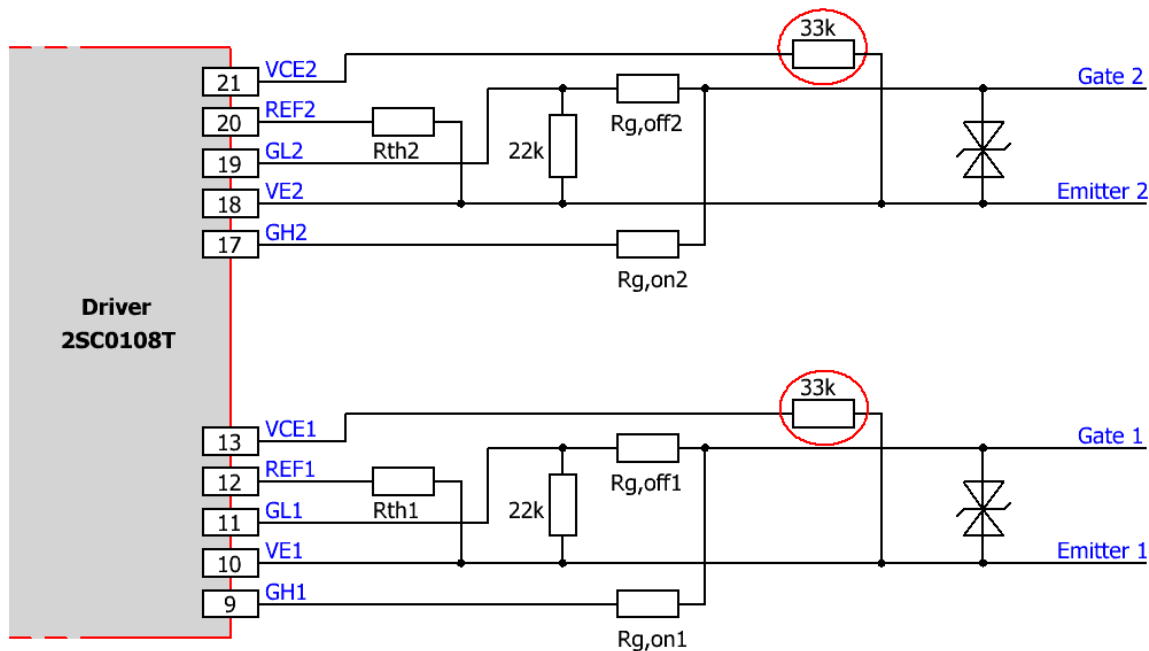 33k
21 VCE2
Gate 2
20 REF2
Rg,off2
Rth2
22k
19 GL2
18 VE2
Emitter 2
17 GH2
Rg,on2
Driver
2SC0108T
33k
13 VCE1
Gate 1
12 REF1
Rg,off1
Rth1
22k
11 GL1
10 VE1
Emitter 1
9 GH1
Rg,on1